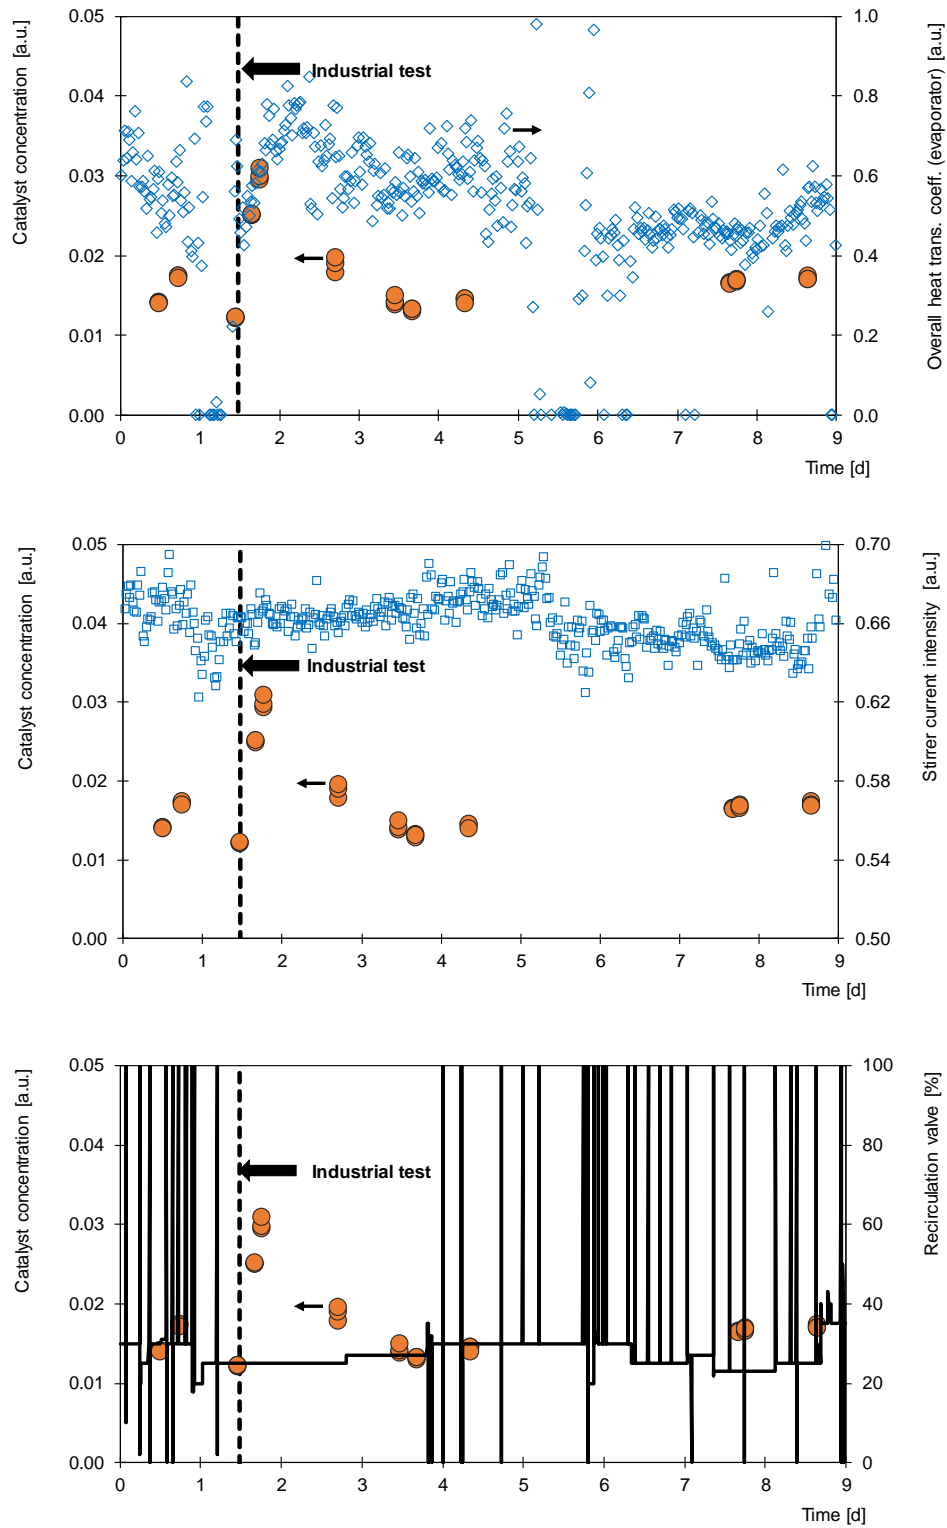 Catalyst concentration [a.u.]
0.05
0.04
0.03
0.02
0.01
0.00
Industrial test
1.0
0.8
0.6
0.4
0.2
0.0
Overall heat trans. coeff. (evaporator) [a.u.]
0 1 2 3 4 5 6 7 8 9
Time [d]
Catalyst concentration [a.u.]
0.05
0.04
0.03
0.02
0.01
0.00
Industrial test
0.70
0.66
0.62
0.58
0.54
0.50
Stirrer current intensity [a.u.]
0 1 2 3 4 5 6 7 8 9
Time [d]
Catalyst concentration [a.u.]
0.05
0.04
0.03
0.02
0.01
0.00
Industrial test
100
80
60
40
20
0
Recirculation valve [%]
0 1 2 3 4 5 6 7 8 9
Time [d]